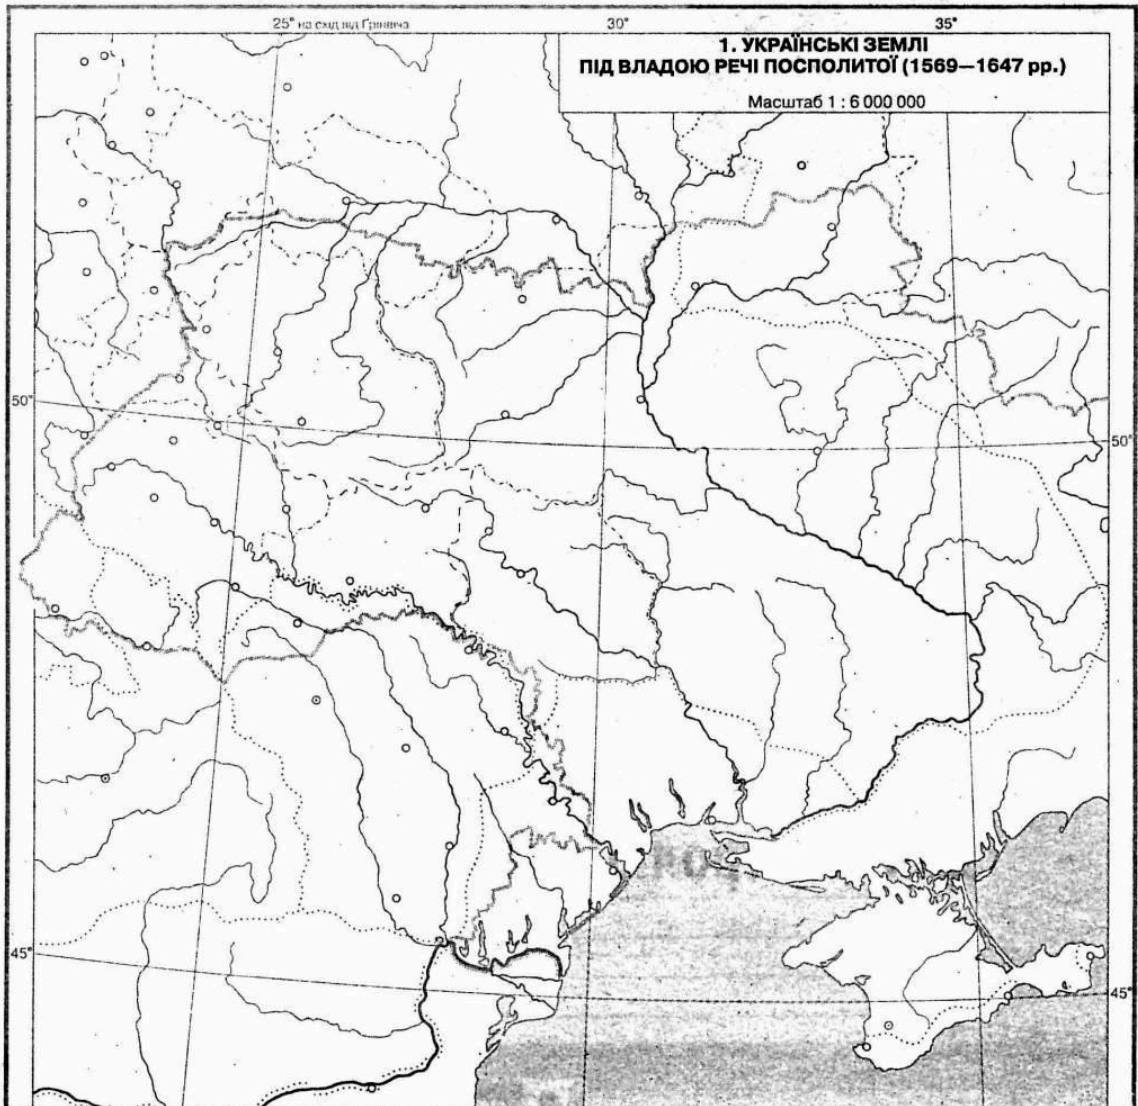 25° на схід від Ґрінвіча 30° 35°
1. УКРАЇНСЬКІ ЗЕМЛІ
ПІД ВЛАДОЮ РЕЧІ ПОСПОЛИТОЇ (1569—1647 рр.)
Масштаб 1 : 6 000 000
50° 50°
45° 45°